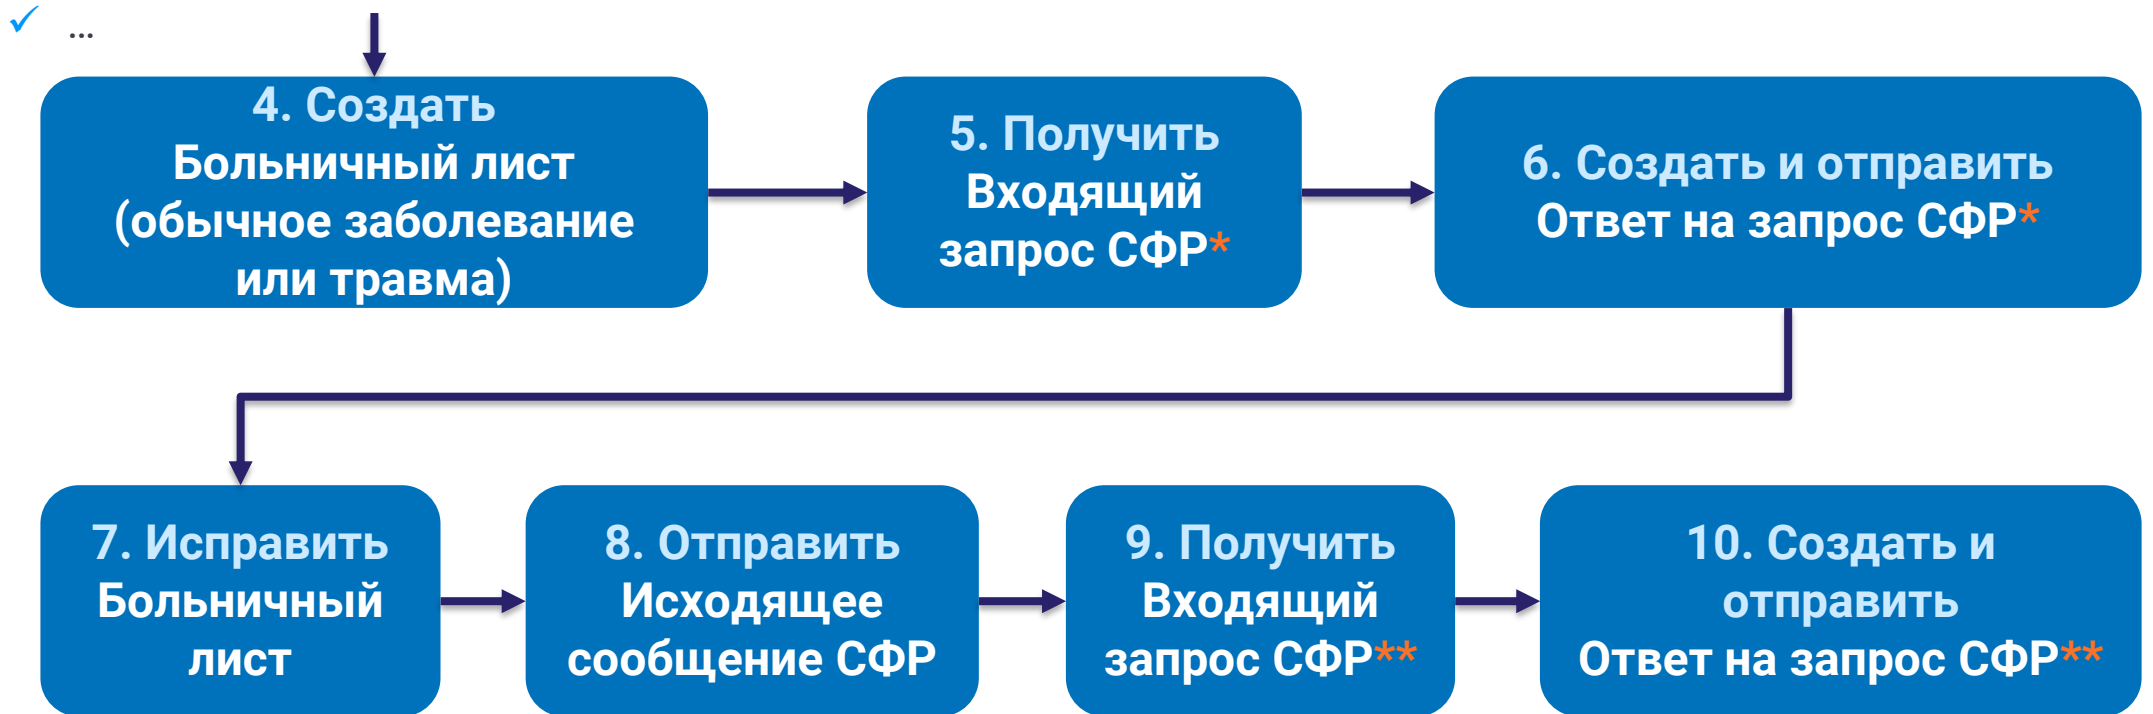 ...
4. Создать
Больничный лист
(обычное заболевание
или травма)
5. Получить
Входящий
запрос СФР*
6. Создать и отправить
Ответ на запрос СФР*
7. Исправить
Больничный
лист
8. Отправить
Исходящее
сообщение СФР
9. Получить
Входящий
запрос СФР**
10. Создать и
отправить
Ответ на запрос СФР**